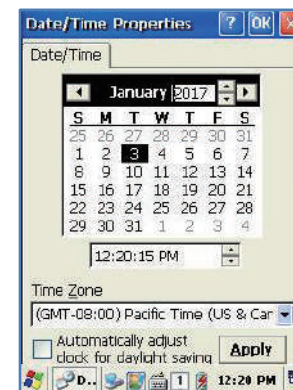 Date/Time Properties ? OK X
Date/Time
January 2017
S M T W T F S
25 26 27 28 29 30 31
1 2 3 4 5 6 7
8 9 10 11 12 13 14
15 16 17 18 19 20 21
22 23 24 25 26 27 28
29 30 31 1 2 3 4
12:20:15 PM
Time Zone
(GMT-08:00) Pacific Time (US & Car
Automatically adjust
clock for daylight saving
Apply
D.. 1 12:20 PM